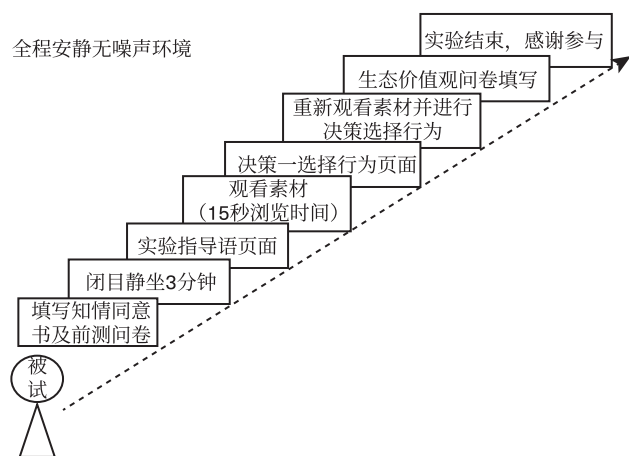 全程安静无噪声环境
实验结束，感谢参与
生态价值观问卷填写
重新观看素材并进行
决策选择行为
决策一选择行为页面
观看素材
（15秒浏览时间）
实验指导语页面
闭目静坐3分钟
填写知情同意
书及前测问卷
被
试